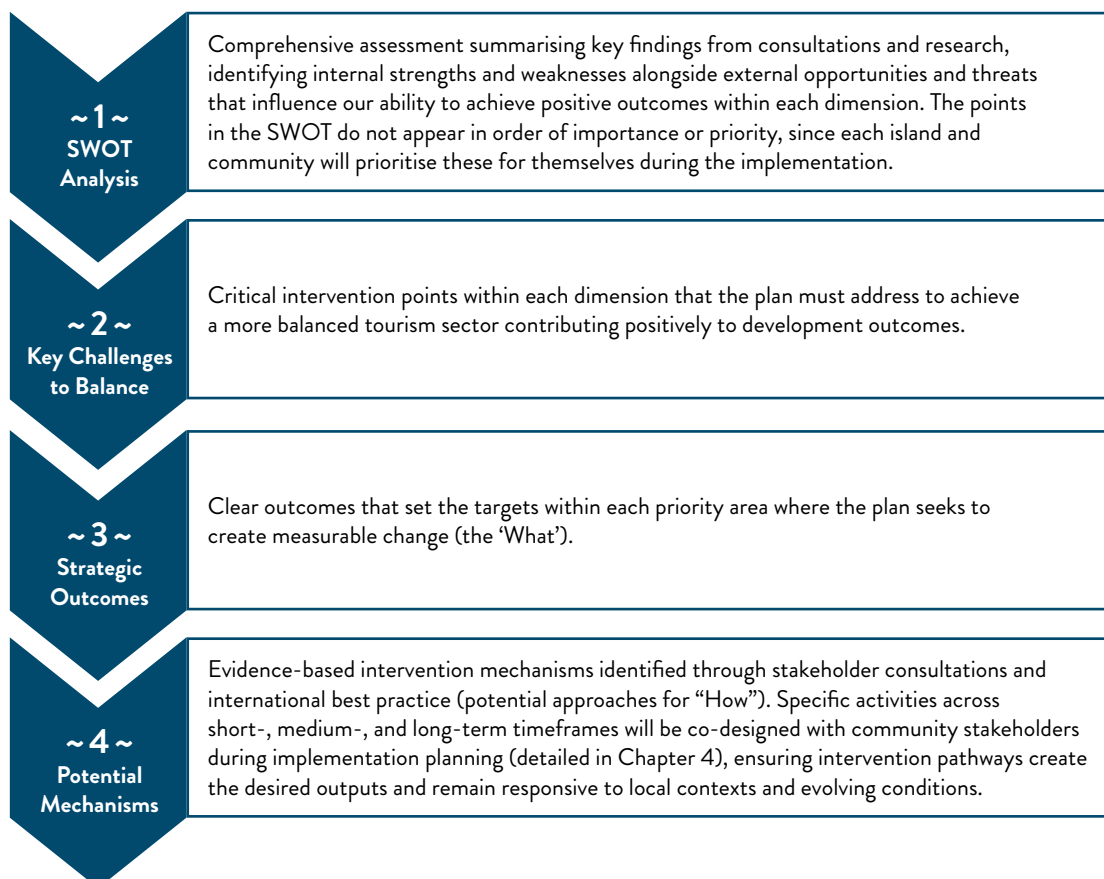 ~1~
SWOT
Analysis
Comprehensive assessment summarising key findings from consultations and research,
identifying internal strengths and weaknesses alongside external opportunities and threats
that influence our ability to achieve positive outcomes within each dimension. The points
in the SWOT do not appear in order of importance or priority, since each island and
community will prioritise these for themselves during the implementation.
~2~
Key Challenges
to Balance
Critical intervention points within each dimension that the plan must address to achieve
a more balanced tourism sector contributing positively to development outcomes.
~3~
Strategic
Outcomes
Clear outcomes that set the targets within each priority area where the plan seeks to
create measurable change (the ‘What’).
~4~
Potential
Mechanisms
Evidence-based intervention mechanisms identified through stakeholder consultations and
international best practice (potential approaches for “How”). Specific activities across
short-, medium-, and long-term timeframes will be co-designed with community stakeholders
during implementation planning (detailed in Chapter 4), ensuring intervention pathways create
the desired outputs and remain responsive to local contexts and evolving conditions.